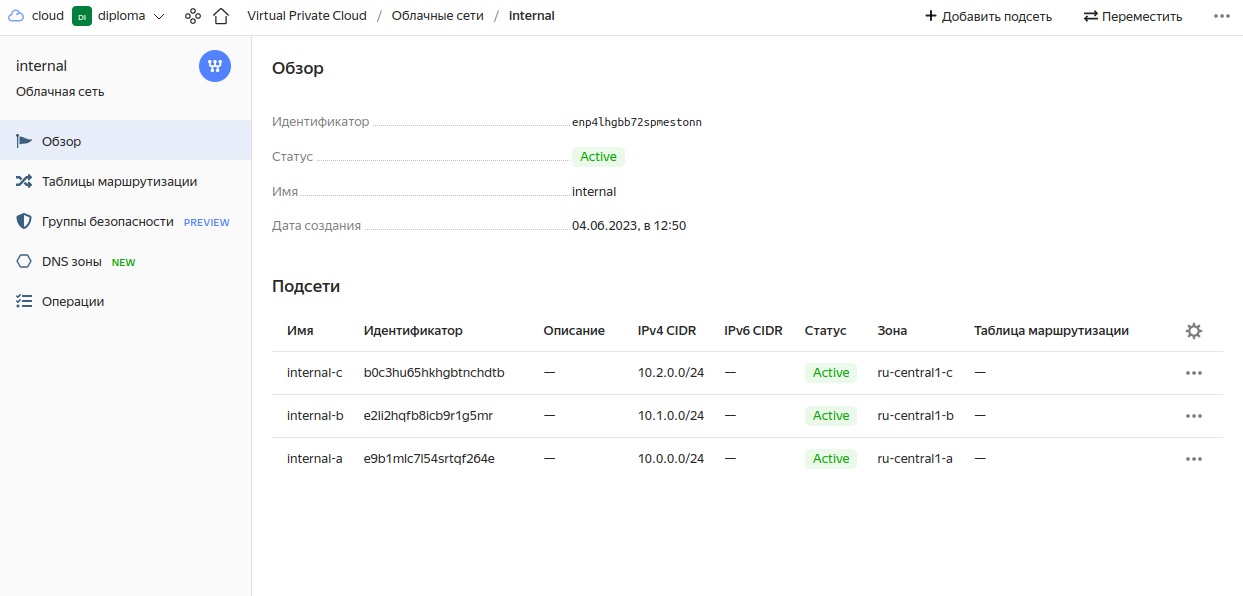 cloud DI diploma Virtual Private Cloud / Облачные сети / Internal + Добавить подсеть Переместить
internal
Облачная сеть
Обзор
Таблицы маршрутизации
Группы безопасности PREVIEW
DNS зоны NEW
Операции
Обзор
Идентификатор enp4lhgbb72spmestonn
Статус Active
Имя internal
Дата создания 04.06.2023, в 12:50
Подсети
Имя Идентификатор Описание IPv4 CIDR IPv6 CIDR Статус Зона Таблица маршрутизации
internal-c b0c3hu65hkhgbtnchdtb — 10.2.0.0/24 — Active ru-central1-c —
internal-b e2li2hqfb8icb9r1g5mr — 10.1.0.0/24 — Active ru-central1-b —
internal-a e9b1mlc7l54srtqf264e — 10.0.0.0/24 — Active ru-central1-a —